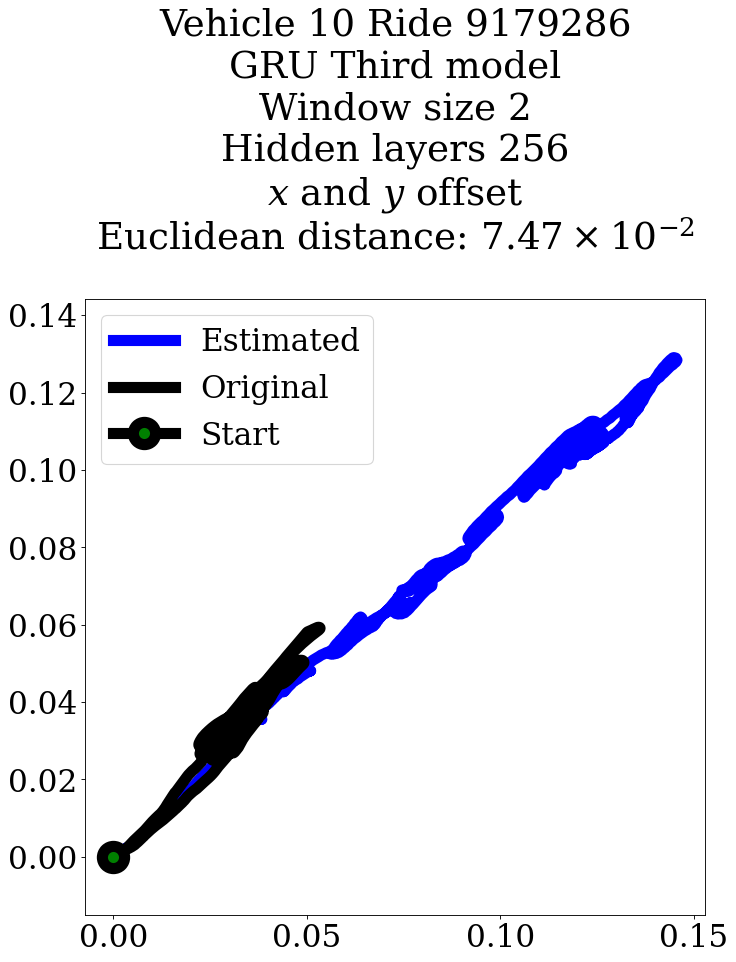 Vehicle 10 Ride 9179286
GRU Third model
Window size 2
Hidden layers 256
x and y offset
Euclidean distance: 7.47 × 10⁻²
0.14
0.12
0.10
0.08
0.06
0.04
0.02
0.00
Estimated
Original
Start
0.00 0.05 0.10 0.15